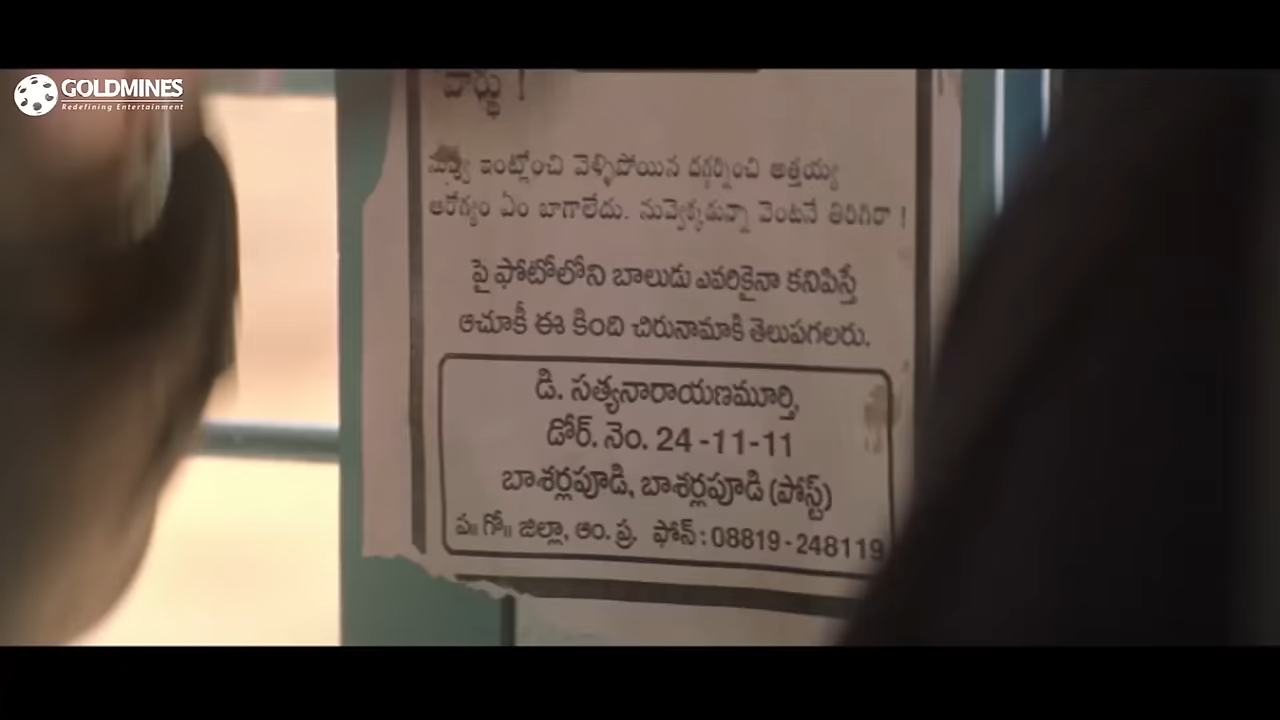 GOLDMINES
Redefining Entertainment
నువ్వు ఇంట్లోంచి వెళ్ళిపోయిన దగ్గర్నించి అత్తయ్య
ఆరోగ్యం ఏం బాగాలేదు. నువ్వెక్కడున్నా వెంటనే తిరిగిరా !
పై ఫోటోలోని బాలుడు ఎవరికైనా కనిపిస్తే
ఆచూకీ ఈ కింది చిరునామాకి తెలుపగలరు.
డి. సత్యనారాయణమూర్తి,
డోర్. నెం. 24 -11-11
బాశర్లపూడి, బాశర్లపూడి (పోస్ట్)
ప॥ గో॥ జిల్లా, ఆం. ప్ర. ఫోన్ : 08819 - 248119